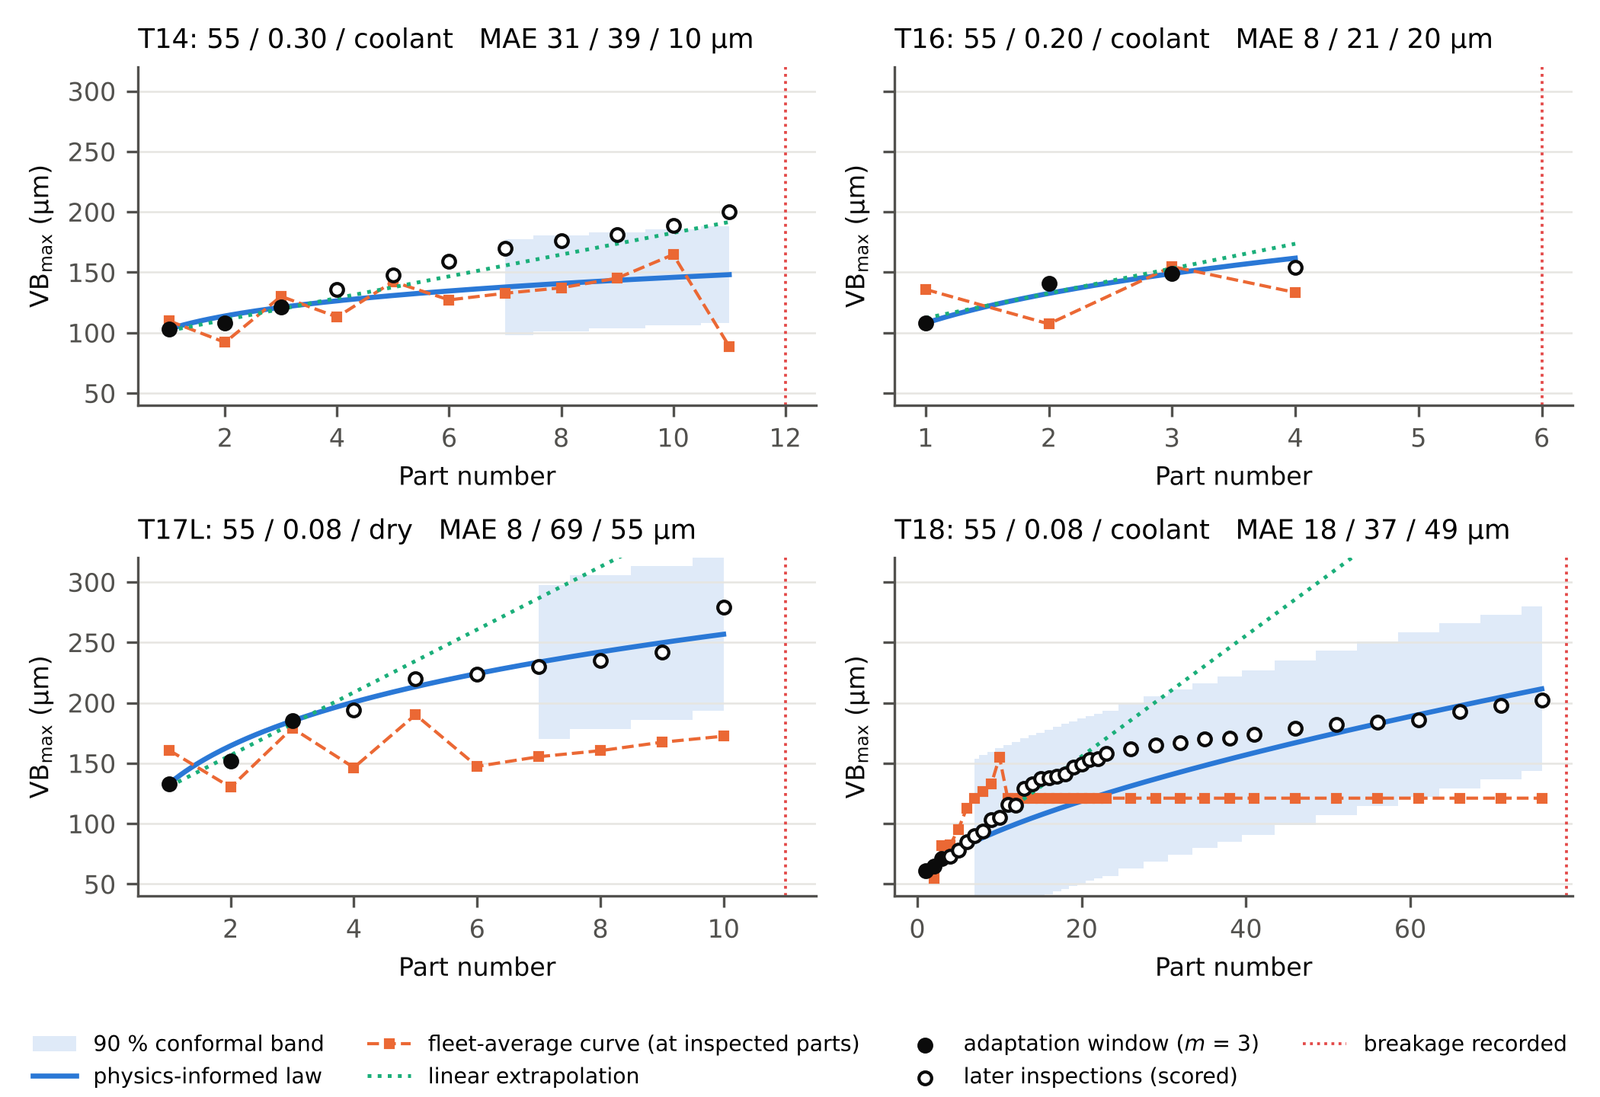 T14: 55 / 0.30 / coolant   MAE 31 / 39 / 10 µm
300
250
200
150
100
50
VBmax (µm)
2 4 6 8 10 12
Part number
T16: 55 / 0.20 / coolant   MAE 8 / 21 / 20 µm
VBmax (µm)
1 2 3 4 5 6
Part number
T17L: 55 / 0.08 / dry   MAE 8 / 69 / 55 µm
300
250
200
150
100
50
VBmax (µm)
2 4 6 8 10
Part number
T18: 55 / 0.08 / coolant   MAE 18 / 37 / 49 µm
VBmax (µm)
0 20 40 60
Part number
90 % conformal band
physics-informed law
fleet-average curve (at inspected parts)
linear extrapolation
adaptation window (m = 3)
later inspections (scored)
breakage recorded